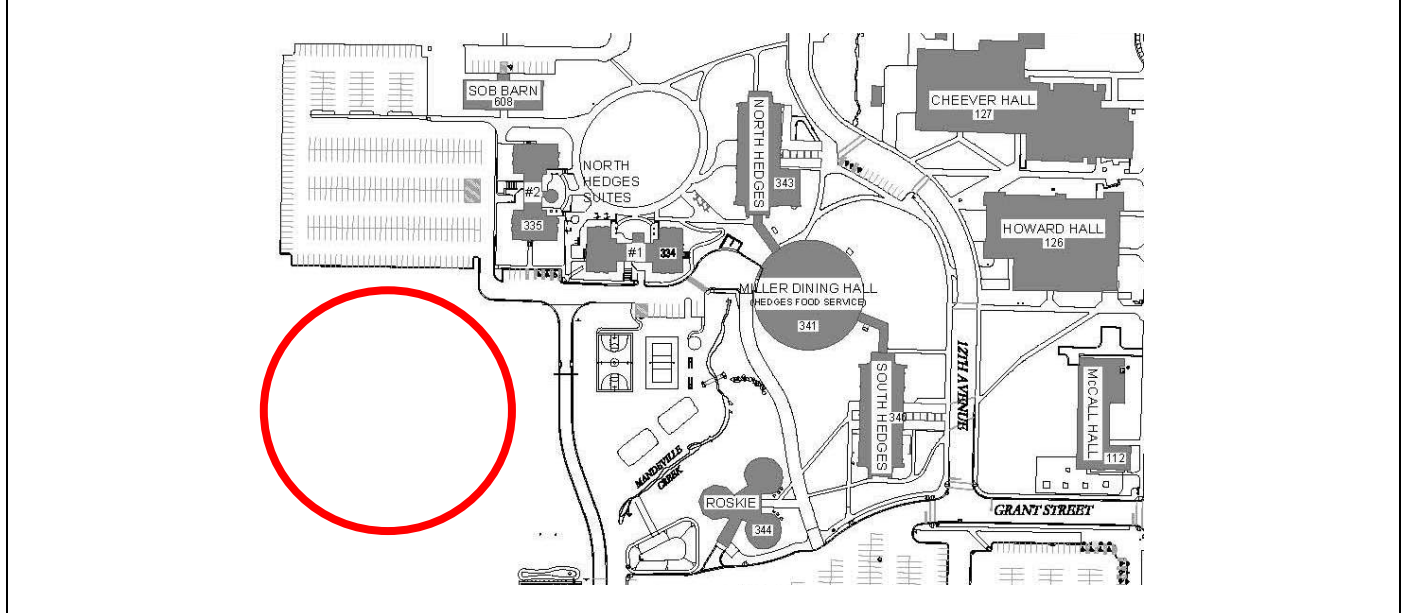 SOB BARN
608
NORTH HEDGES
343
CHEEVER HALL
127
NORTH
HEDGES
SUITES
#2
335
#1
334
HOWARD HALL
126
MILLER DINING HALL
(HEDGES FOOD SERVICE)
341
12TH AVENUE
SOUTH HEDGES
340
McCALL HALL
112
MANDEVILLE
CREEK
ROSKIE
344
GRANT STREET